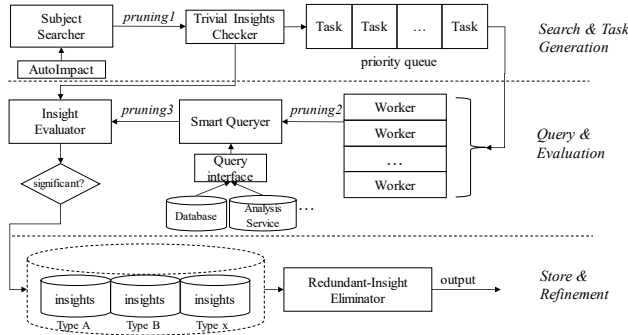 Subject
Searcher
pruning1
Trivial Insights
Checker
Task
Task
...
Task
priority queue
Search & Task
Generation
AutoImpact
Insight
Evaluator
pruning3
Smart Queryer
pruning2
Worker
Worker
...
Worker
Query &
Evaluation
significant?
Query
interface
Database
Analysis
Service
...
insights
insights
insights
Type A
Type B
Type x
Redundant-Insight
Eliminator
output
Store &
Refinement